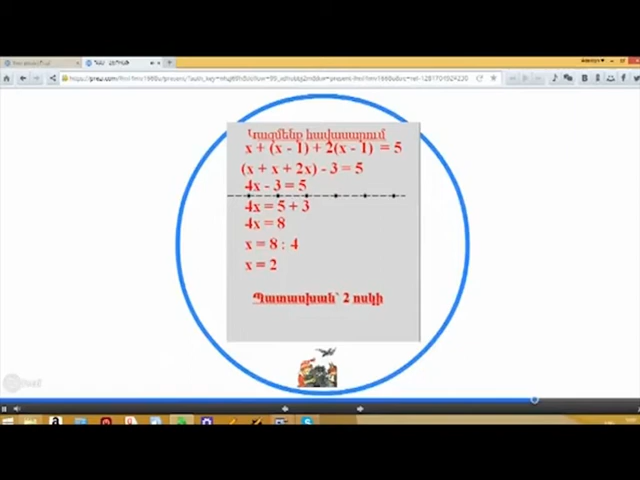 Կազմենք հավասարում
x + (x - 1) + 2(x - 1) = 5
(x + x + 2x) - 3 = 5
4x - 3 = 5
4x = 5 + 3
4x = 8
x = 8 : 4
x = 2
Պատասխան՝ 2 ոսկի